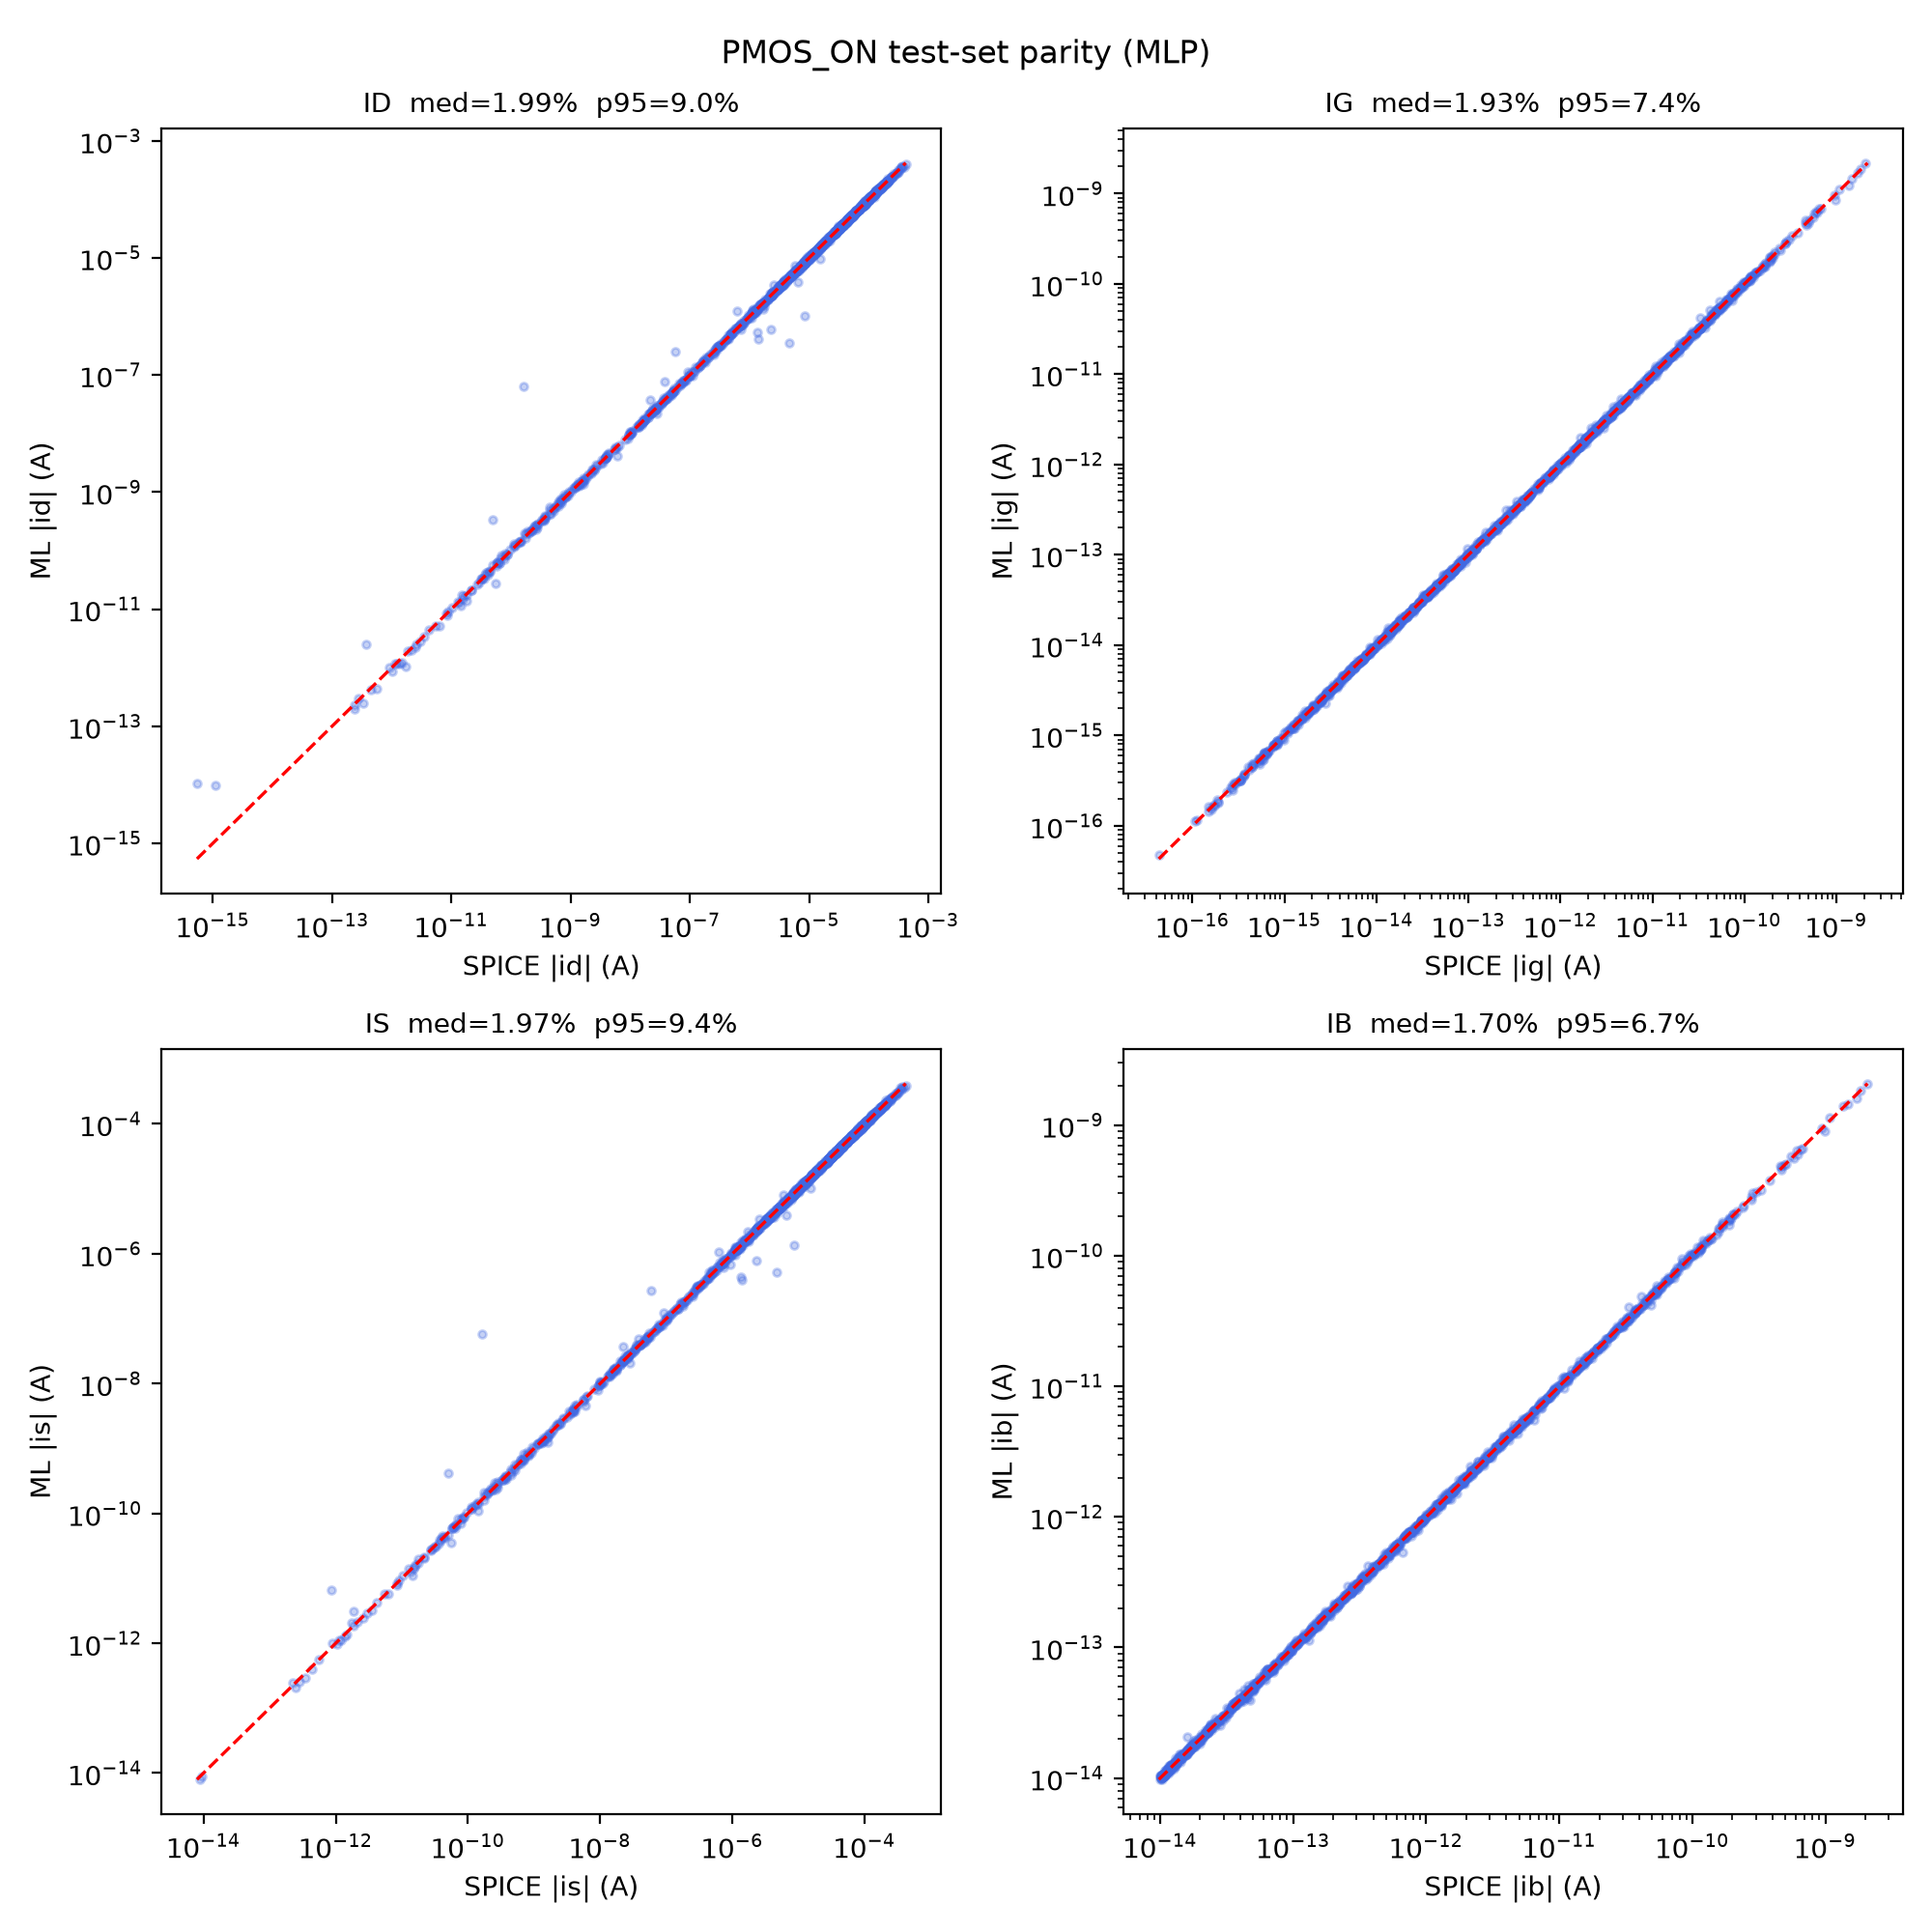 PMOS_ON test-set parity (MLP)
ID  med=1.99%  p95=9.0%
10⁻³
10⁻⁵
10⁻⁷
10⁻⁹
10⁻¹¹
10⁻¹³
10⁻¹⁵
ML |id| (A)
10⁻¹⁵ 10⁻¹³ 10⁻¹¹ 10⁻⁹ 10⁻⁷ 10⁻⁵ 10⁻³
SPICE |id| (A)
IG  med=1.93%  p95=7.4%
10⁻⁹
10⁻¹⁰
10⁻¹¹
10⁻¹²
10⁻¹³
10⁻¹⁴
10⁻¹⁵
10⁻¹⁶
ML |ig| (A)
10⁻¹⁶ 10⁻¹⁵ 10⁻¹⁴ 10⁻¹³ 10⁻¹² 10⁻¹¹ 10⁻¹⁰ 10⁻⁹
SPICE |ig| (A)
IS  med=1.97%  p95=9.4%
10⁻⁴
10⁻⁶
10⁻⁸
10⁻¹⁰
10⁻¹²
10⁻¹⁴
ML |is| (A)
10⁻¹⁴ 10⁻¹² 10⁻¹⁰ 10⁻⁸ 10⁻⁶ 10⁻⁴
SPICE |is| (A)
IB  med=1.70%  p95=6.7%
10⁻⁹
10⁻¹⁰
10⁻¹¹
10⁻¹²
10⁻¹³
10⁻¹⁴
ML |ib| (A)
10⁻¹⁴ 10⁻¹³ 10⁻¹² 10⁻¹¹ 10⁻¹⁰ 10⁻⁹
SPICE |ib| (A)